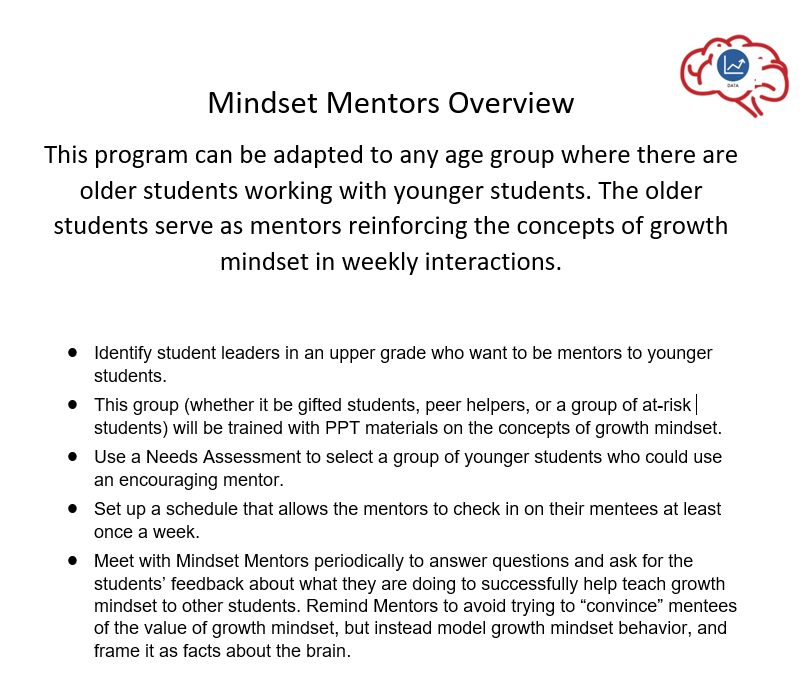 DATA
Mindset Mentors Overview
This program can be adapted to any age group where there are
older students working with younger students. The older
students serve as mentors reinforcing the concepts of growth
mindset in weekly interactions.
● Identify student leaders in an upper grade who want to be mentors to younger
students.
● This group (whether it be gifted students, peer helpers, or a group of at-risk
students) will be trained with PPT materials on the concepts of growth mindset.
● Use a Needs Assessment to select a group of younger students who could use
an encouraging mentor.
● Set up a schedule that allows the mentors to check in on their mentees at least
once a week.
● Meet with Mindset Mentors periodically to answer questions and ask for the
students’ feedback about what they are doing to successfully help teach growth
mindset to other students. Remind Mentors to avoid trying to “convince” mentees
of the value of growth mindset, but instead model growth mindset behavior, and
frame it as facts about the brain.